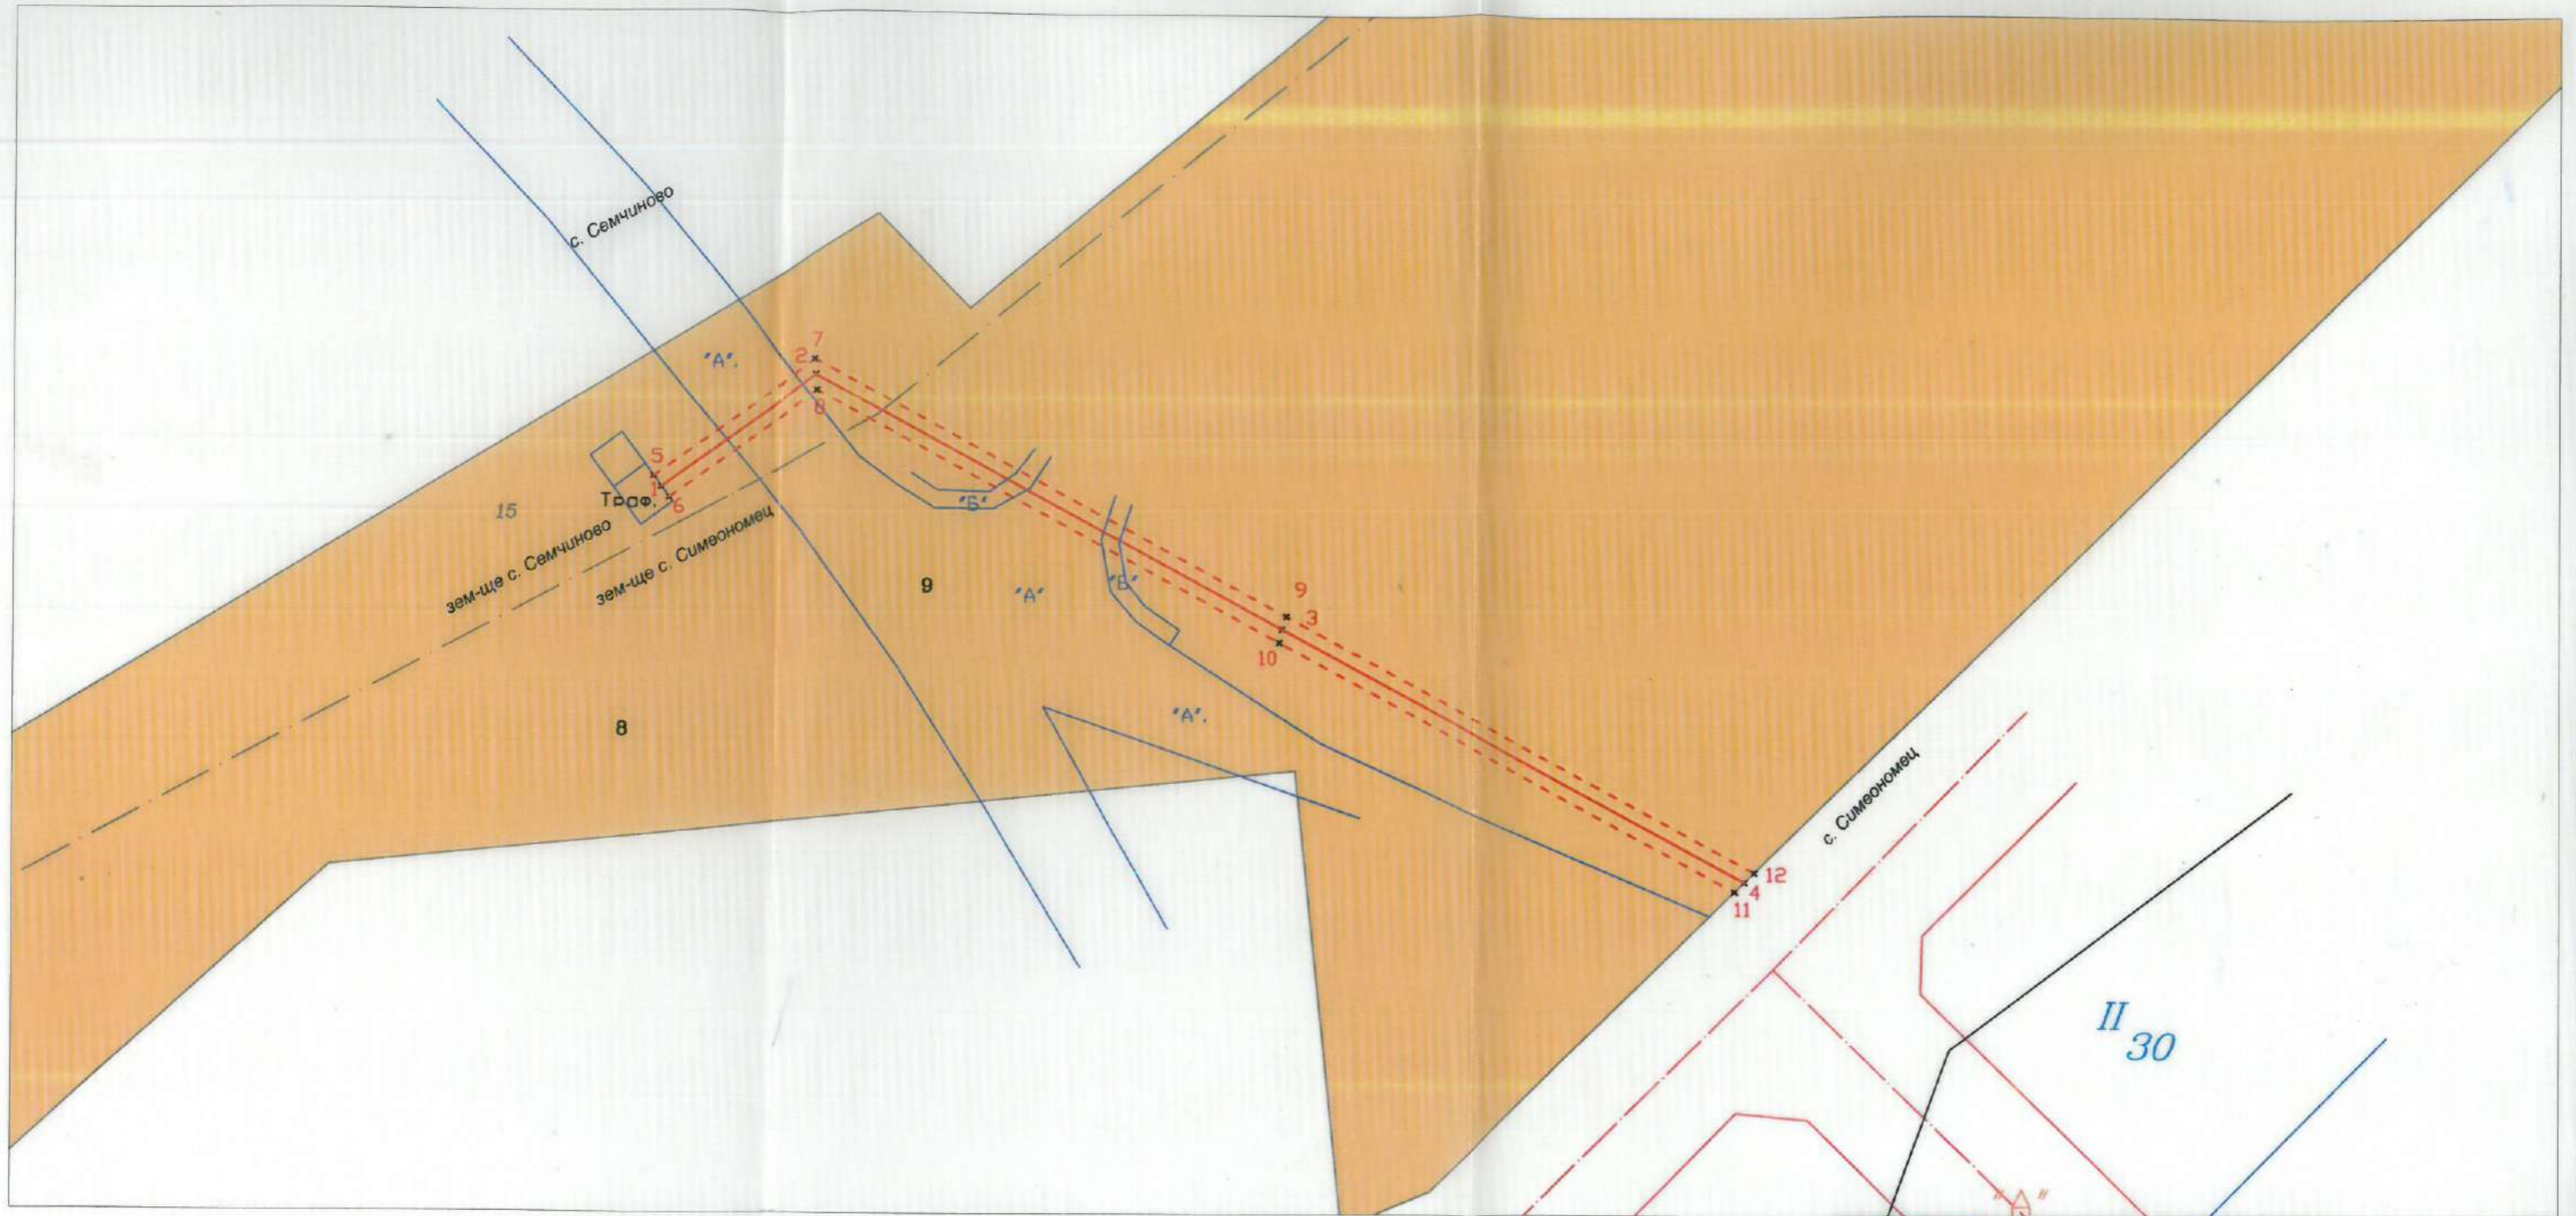 с. Семчиново
7
"А".
2
8
5
1
Траф.
6
15
зем-ще с. Семчиново
зем-ще с. Симеономец
"Б"
9
"А"
"Б"
9
3
10
"А".
8
с. Симеономец
12
4
11
II
30
"А"